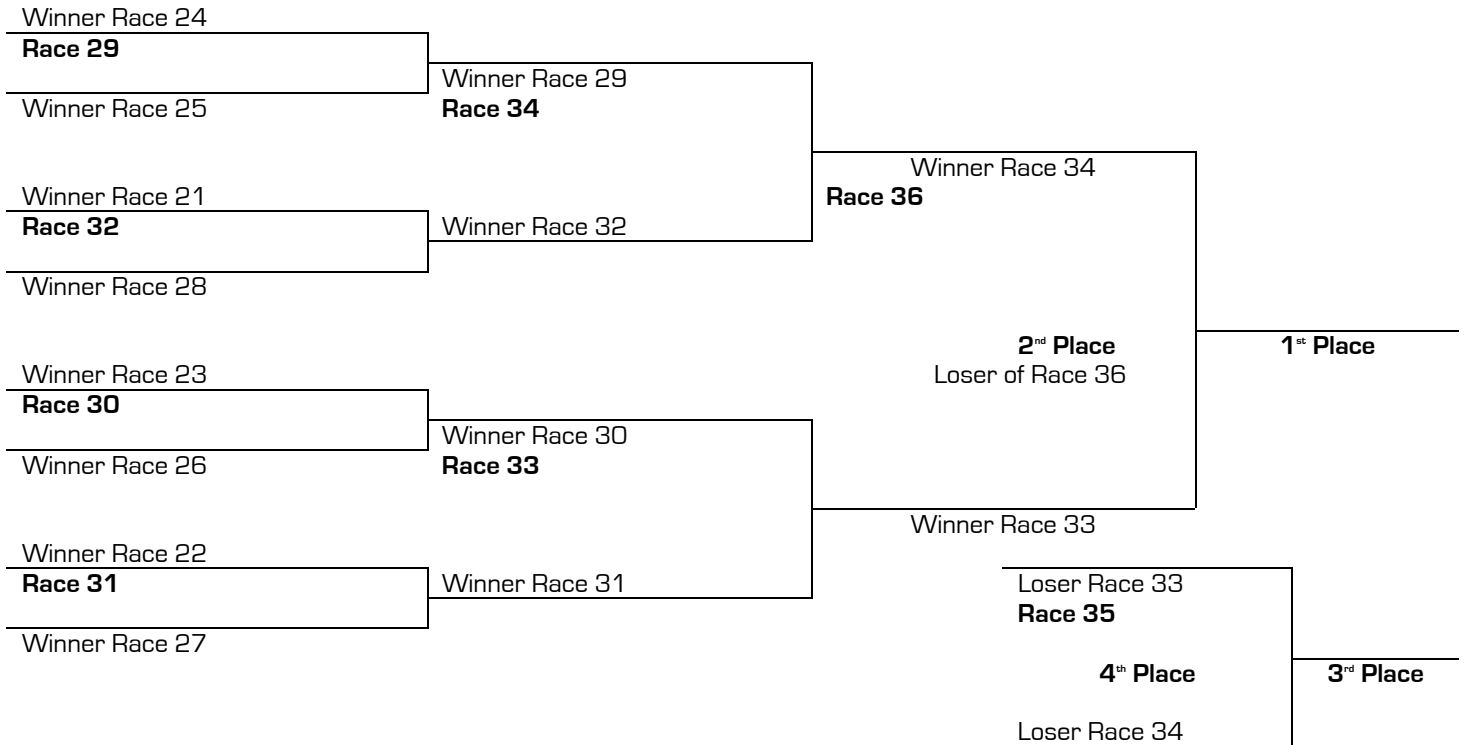 Winner Race 24
Race 29
Winner Race 29
Winner Race 25
Race 34
Winner Race 34
Winner Race 21
Race 36
Race 32
Winner Race 32
Winner Race 28
2nd Place
1st Place
Winner Race 23
Loser of Race 36
Race 30
Winner Race 30
Winner Race 26
Race 33
Winner Race 33
Winner Race 22
Race 31
Winner Race 31
Loser Race 33
Race 35
Winner Race 27
4th Place
3rd Place
Loser Race 34